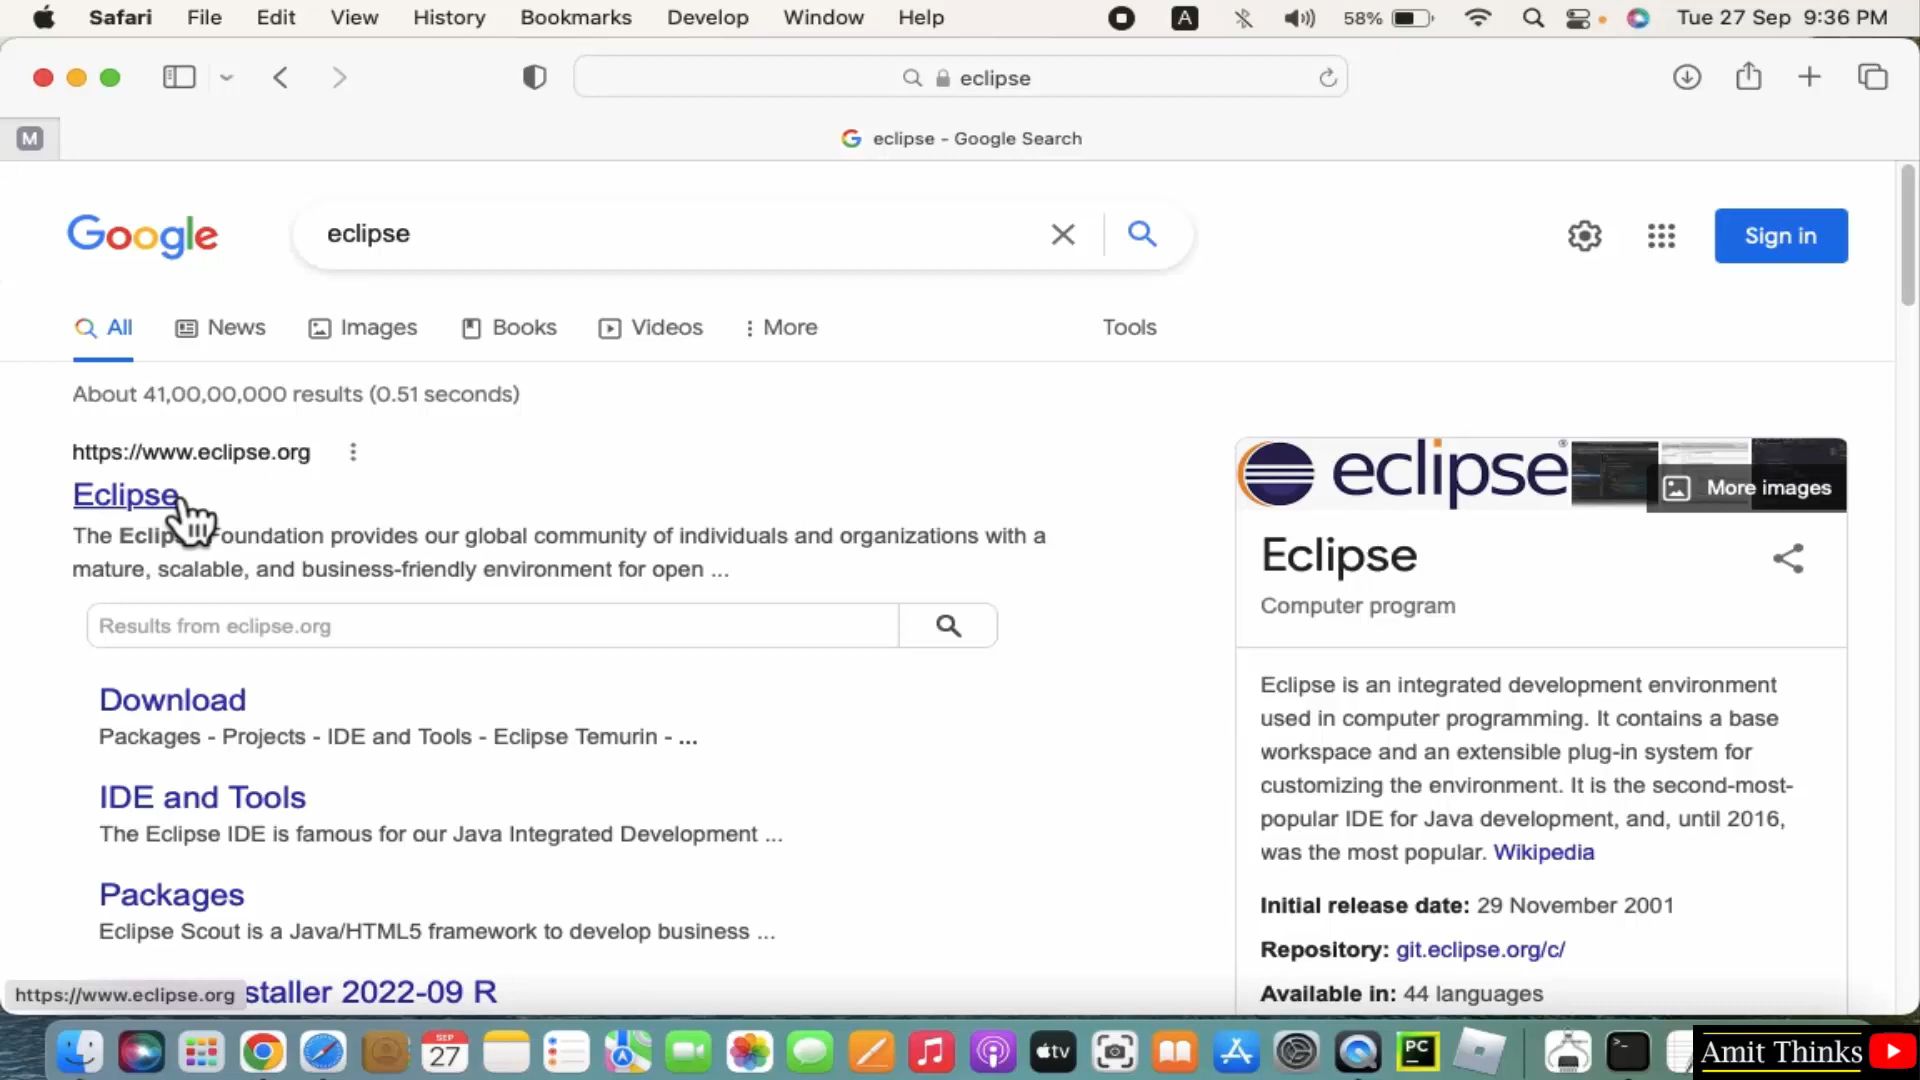 Safari File Edit View History Bookmarks Develop Window Help A 58% Tue 27 Sep 9:36 PM
eclipse
M eclipse - Google Search
Google eclipse Sign in
All News Images Books Videos More Tools
About 41,00,00,000 results (0.51 seconds)
https://www.eclipse.org
Eclipse
The Eclip oundation provides our global community of individuals and organizations with a
mature, scalable, and business-friendly environment for open ...
Results from eclipse.org
Download
Packages - Projects - IDE and Tools - Eclipse Temurin - ...
IDE and Tools
The Eclipse IDE is famous for our Java Integrated Development ...
Packages
Eclipse Scout is a Java/HTML5 framework to develop business ...
staller 2022-09 R
https://www.eclipse.org
eclipse®
More images
Eclipse
Computer program
Eclipse is an integrated development environment
used in computer programming. It contains a base
workspace and an extensible plug-in system for
customizing the environment. It is the second-most-
popular IDE for Java development, and, until 2016,
was the most popular. Wikipedia
Initial release date: 29 November 2001
Repository: git.eclipse.org/c/
Available in: 44 languages
SEP
27
tv
PC
Amit Thinks